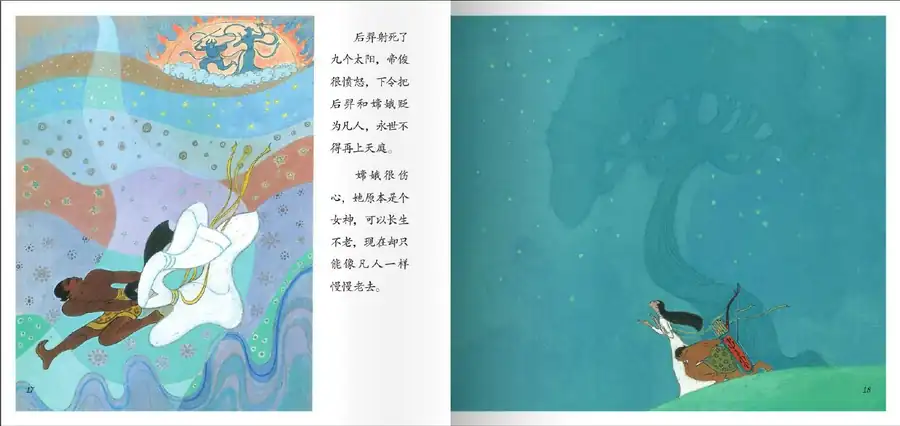 后羿射死了
九个太阳，帝俊
很愤怒，下令把
后羿和嫦娥贬
为凡人，永世不
得再上天庭。
嫦娥很伤
心，她原本是个
女神，可以长生
不老，现在却只
能像凡人一样
慢慢老去。
17
18